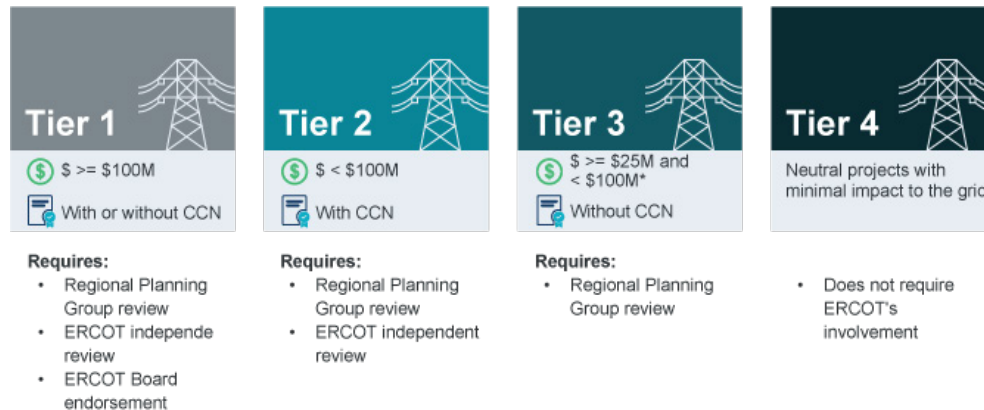 Tier 1
$ >= $100M
With or without CCN
Requires:
• Regional Planning
Group review
• ERCOT independe
review
• ERCOT Board
endorsement
Tier 2
$ < $100M
With CCN
Requires:
• Regional Planning
Group review
• ERCOT independent
review
Tier 3
$ >= $25M and
< $100M*
Without CCN
Requires:
• Regional Planning
Group review
Tier 4
Neutral projects with
minimal impact to the grid
• Does not require
ERCOT's
involvement